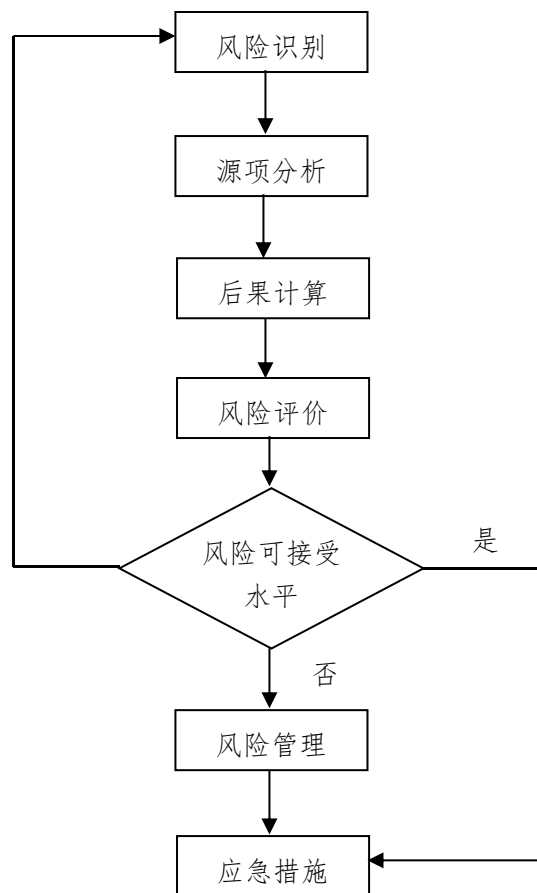 风险识别
源项分析
后果计算
风险评价
风险可接受
水平
是
否
风险管理
应急措施